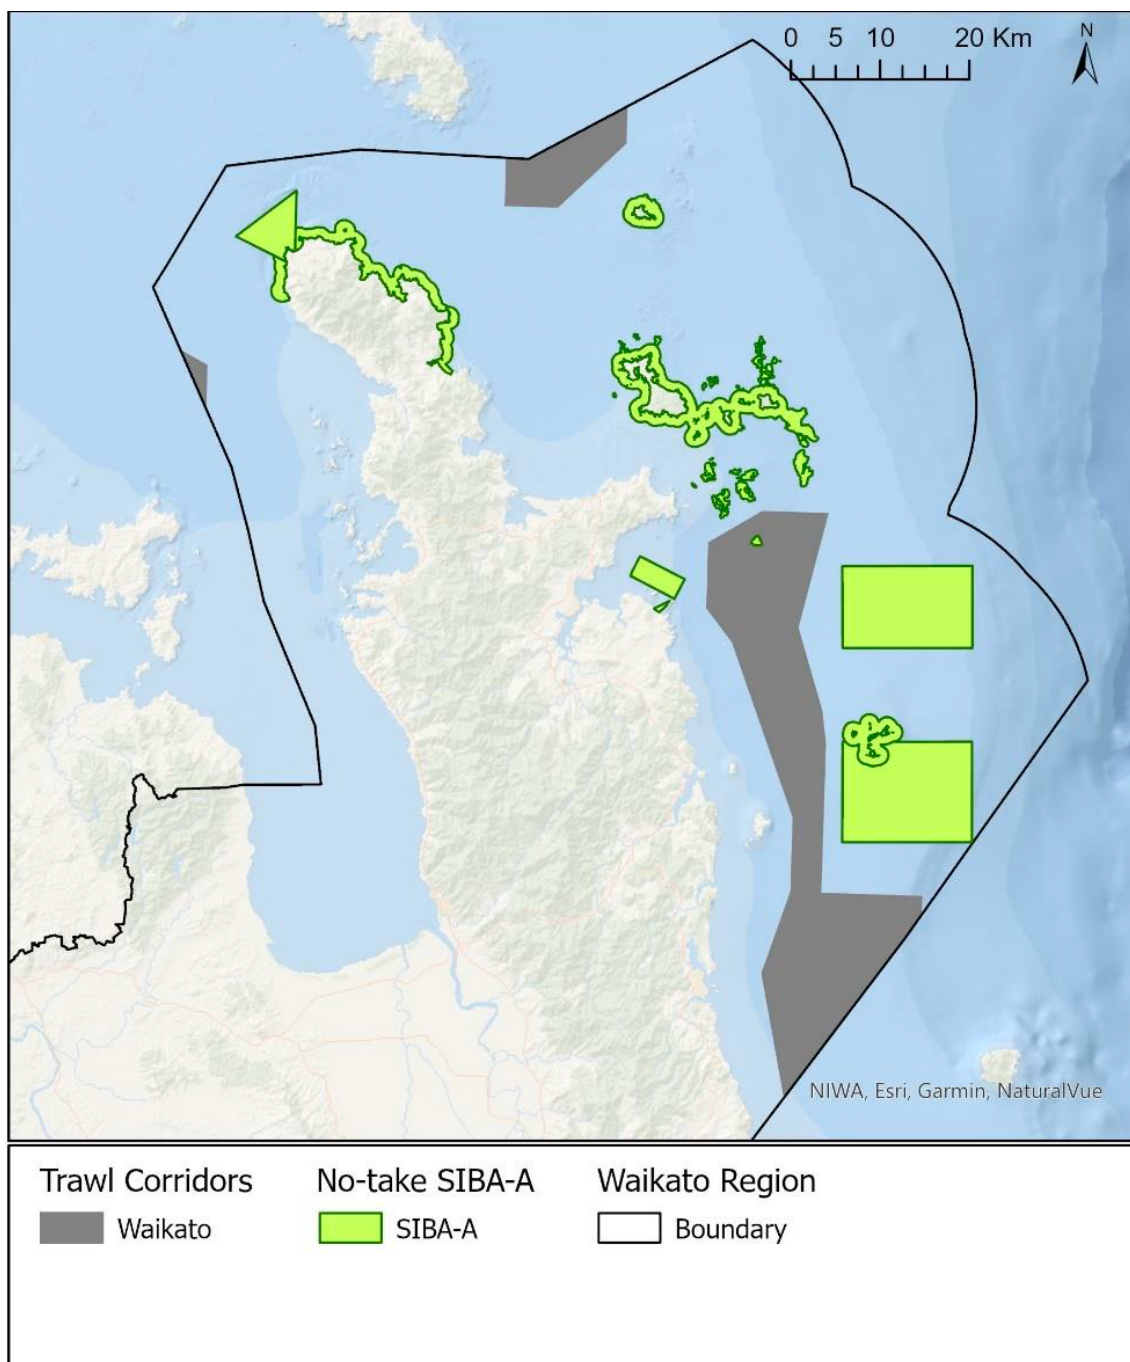 0 5 10 20 Km
N
NIWA, Esri, Garmin, NaturalVue
Trawl Corridors No-take SIBA-A Waikato Region
Waikato SIBA-A Boundary